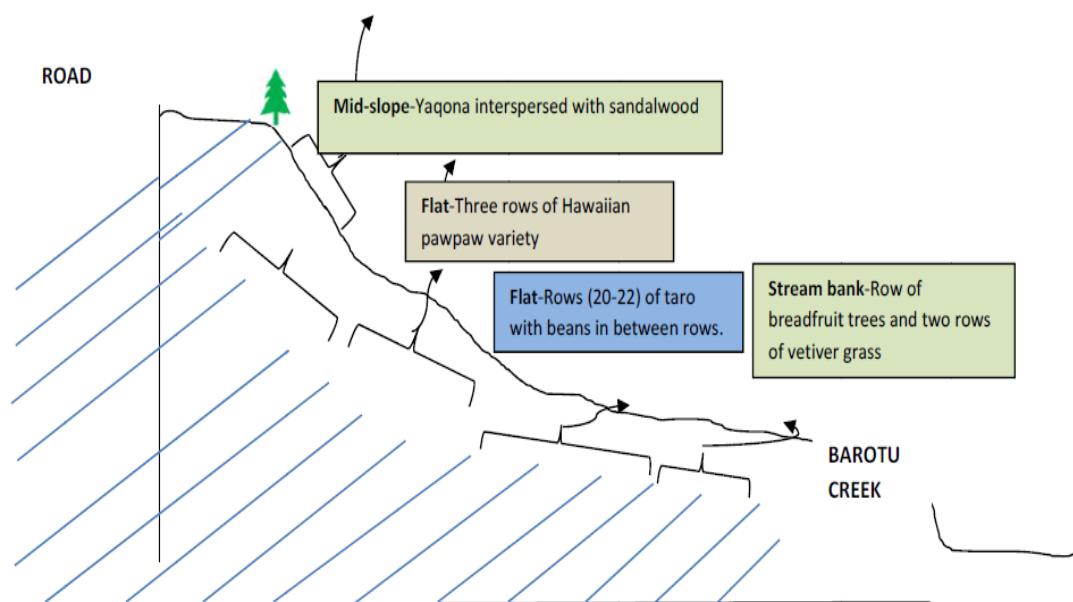 ROAD
Mid-slope-Yaqona interspersed with sandalwood
Flat-Three rows of Hawaiian
pawpaw variety
Flat-Rows (20-22) of taro
with beans in between rows.
Stream bank-Row of
breadfruit trees and two rows
of vetiver grass
BAROTU
CREEK